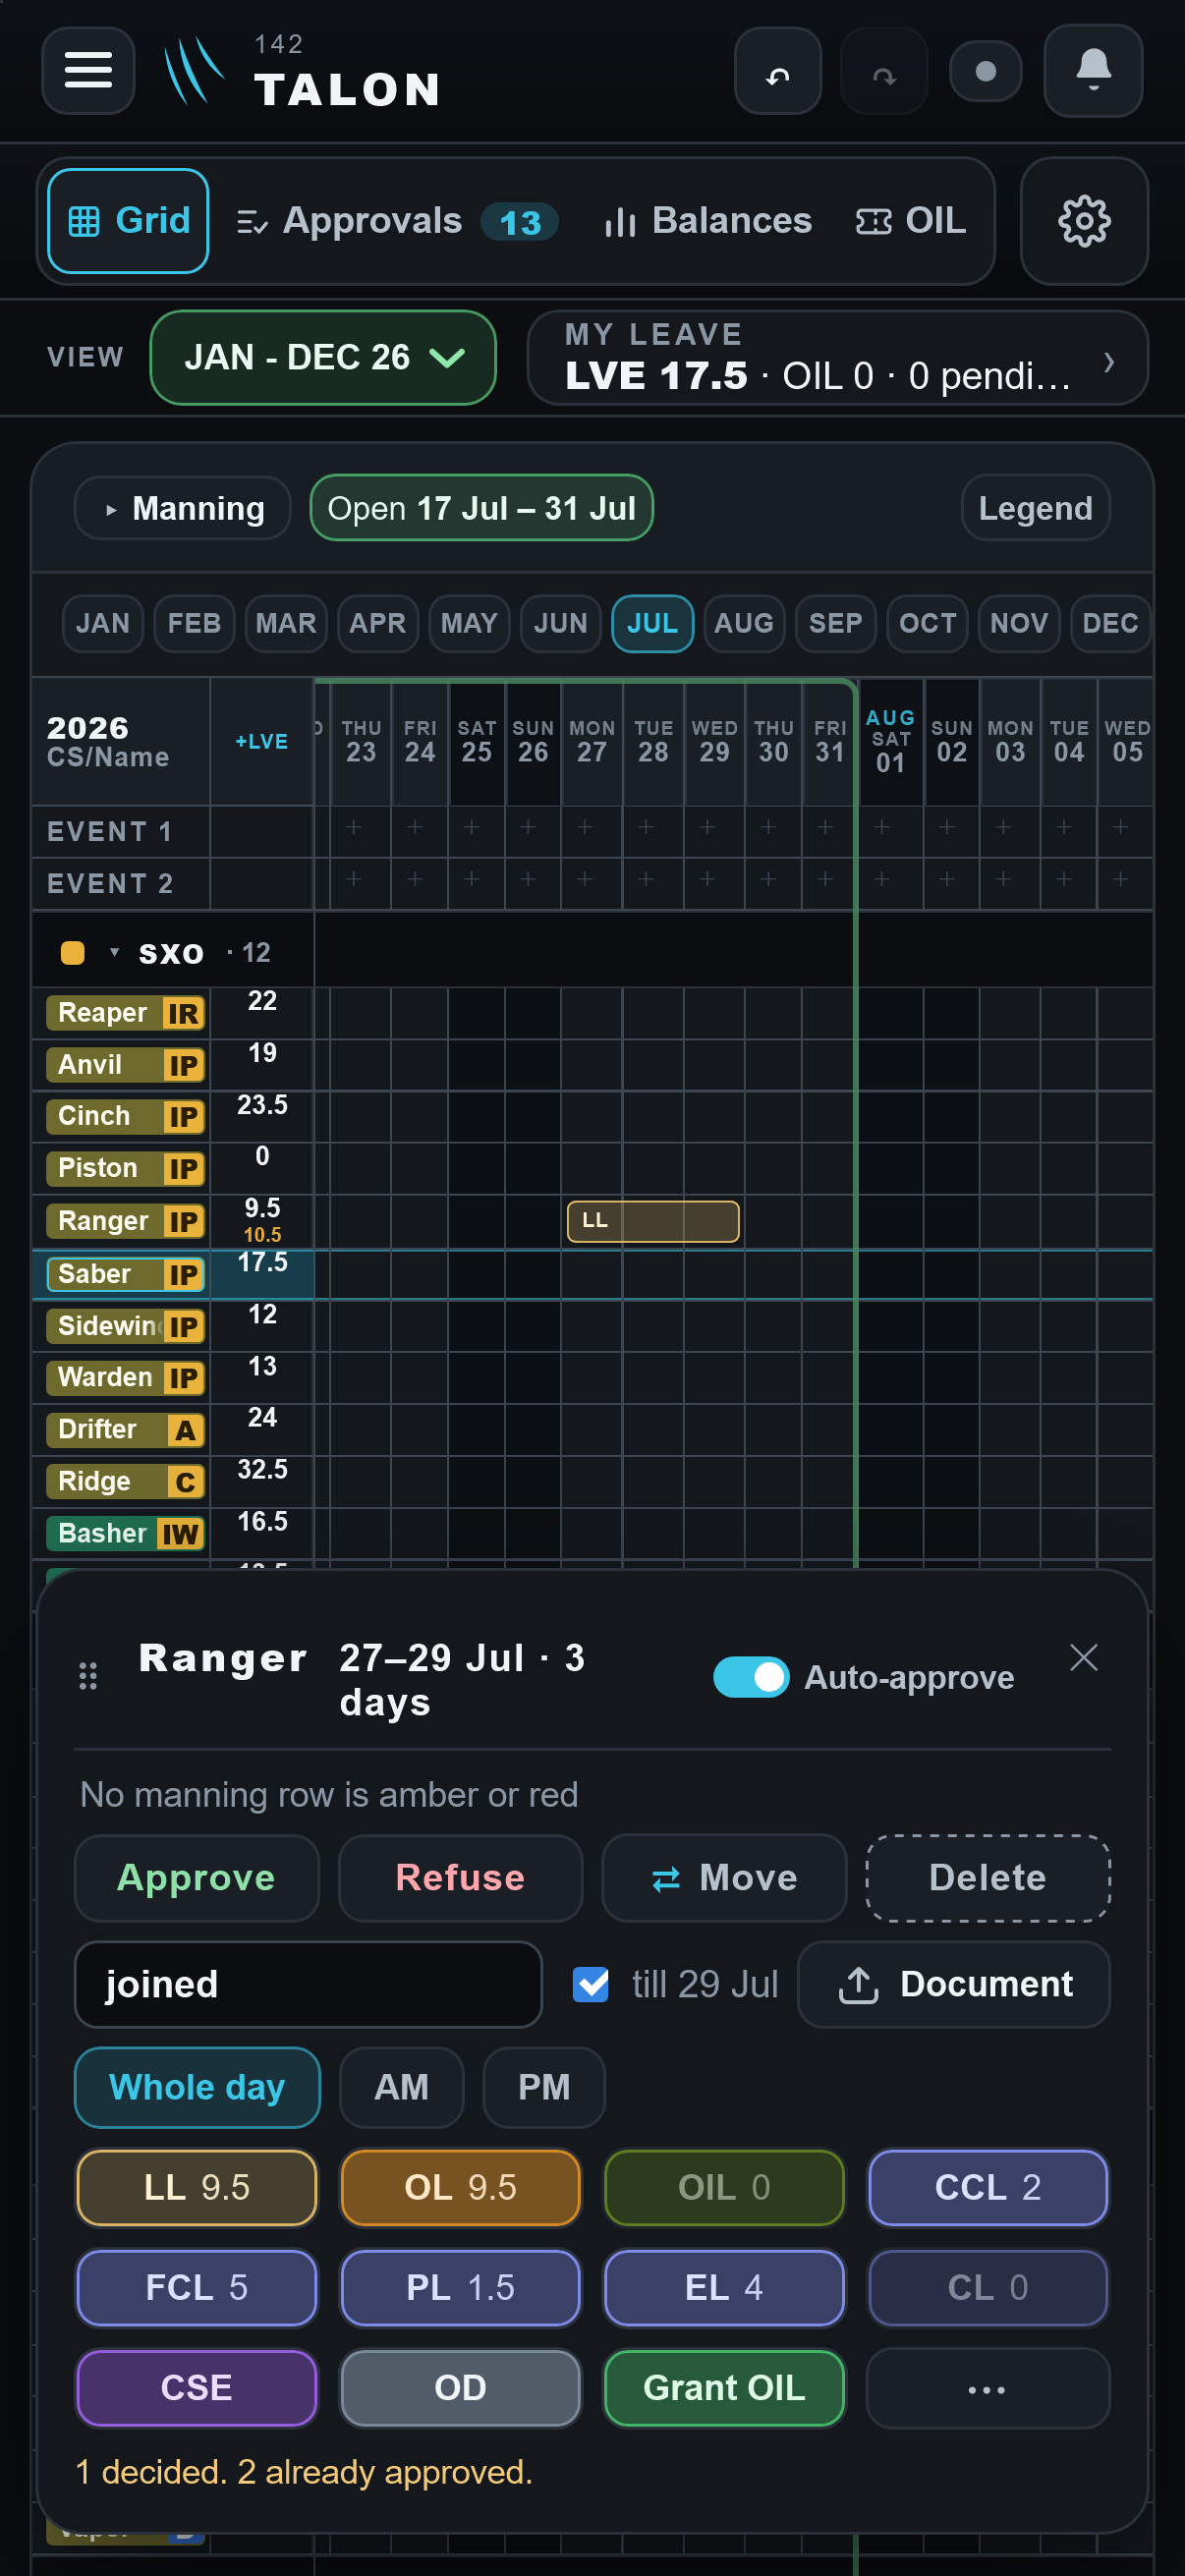 142
TALON
Grid Approvals 13 Balances OIL
VIEW JAN - DEC 26
MY LEAVE
LVE 17.5 · OIL 0 · 0 pendi…
Manning Open 17 Jul – 31 Jul Legend
JAN FEB MAR APR MAY JUN JUL AUG SEP OCT NOV DEC
2026
CS/Name
+LVE
THU 23
FRI 24
SAT 25
SUN 26
MON 27
TUE 28
WED 29
THU 30
FRI 31
AUG SAT 01
SUN 02
MON 03
TUE 04
WED 05
EVENT 1 + + + + + + + + + + + + + +
EVENT 2 + + + + + + + + + + + + + +
SXO · 12
Reaper IR 22
Anvil IP 19
Cinch IP 23.5
Piston IP 0
Ranger IP 9.5 10.5 LL
Saber IP 17.5
Sidewin IP 12
Warden IP 13
Drifter A 24
Ridge C 32.5
Basher IW 16.5
Ranger 27–29 Jul · 3 days
Auto-approve
No manning row is amber or red
Approve Refuse Move Delete
joined till 29 Jul Document
Whole day AM PM
LL 9.5 OL 9.5 OIL 0 CCL 2
FCL 5 PL 1.5 EL 4 CL 0
CSE OD Grant OIL ...
1 decided. 2 already approved.